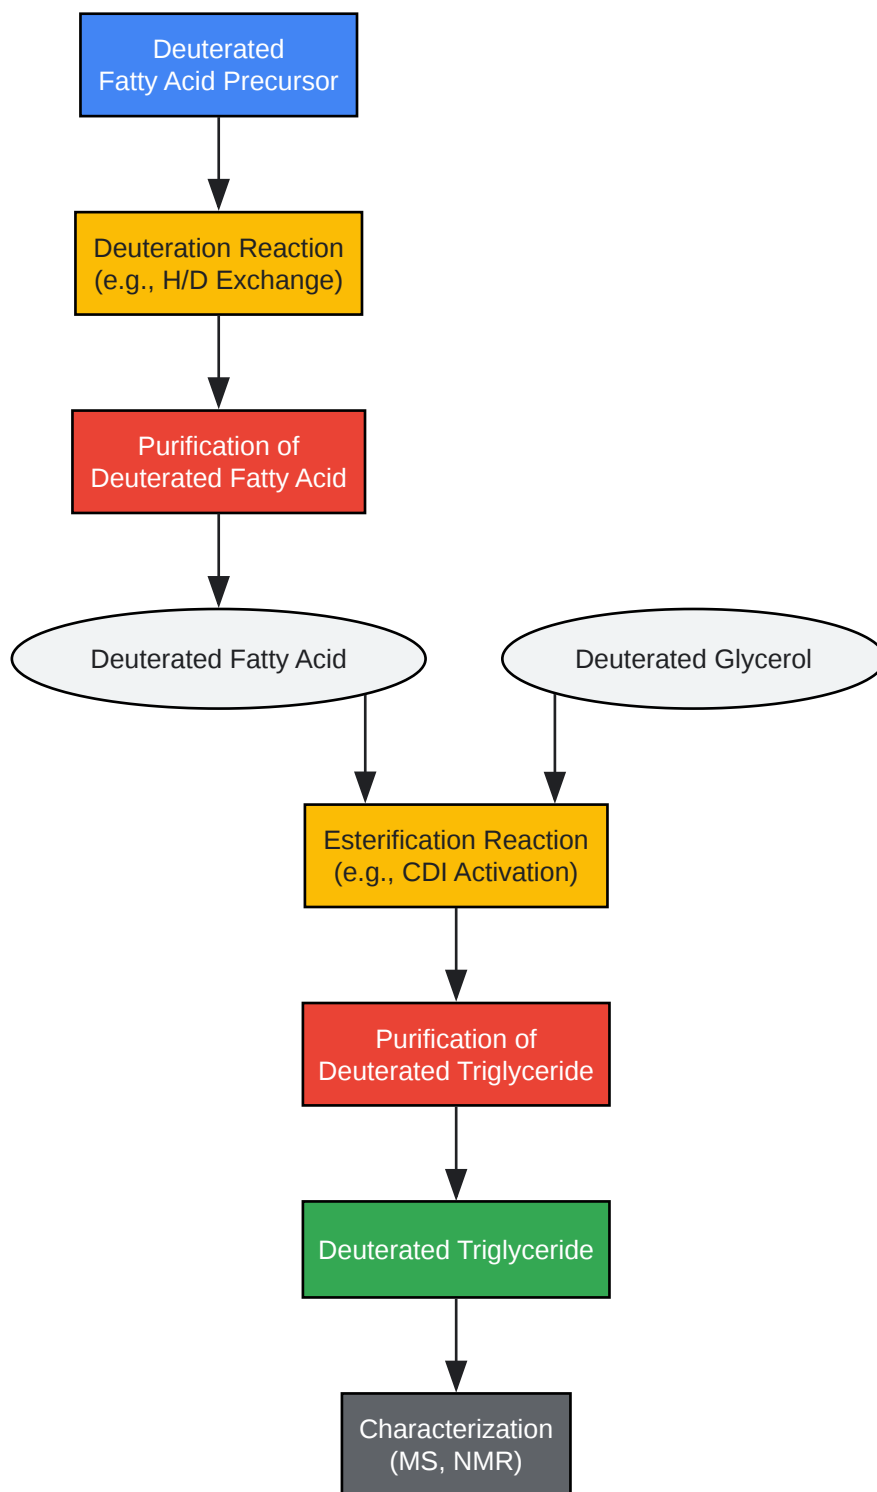 Deuterated
Fatty Acid Precursor
Deuteration Reaction
(e.g., H/D Exchange)
Purification of
Deuterated Fatty Acid
Deuterated Fatty Acid
Deuterated Glycerol
Esterification Reaction
(e.g., CDI Activation)
Purification of
Deuterated Triglyceride
Deuterated Triglyceride
Characterization
(MS, NMR)